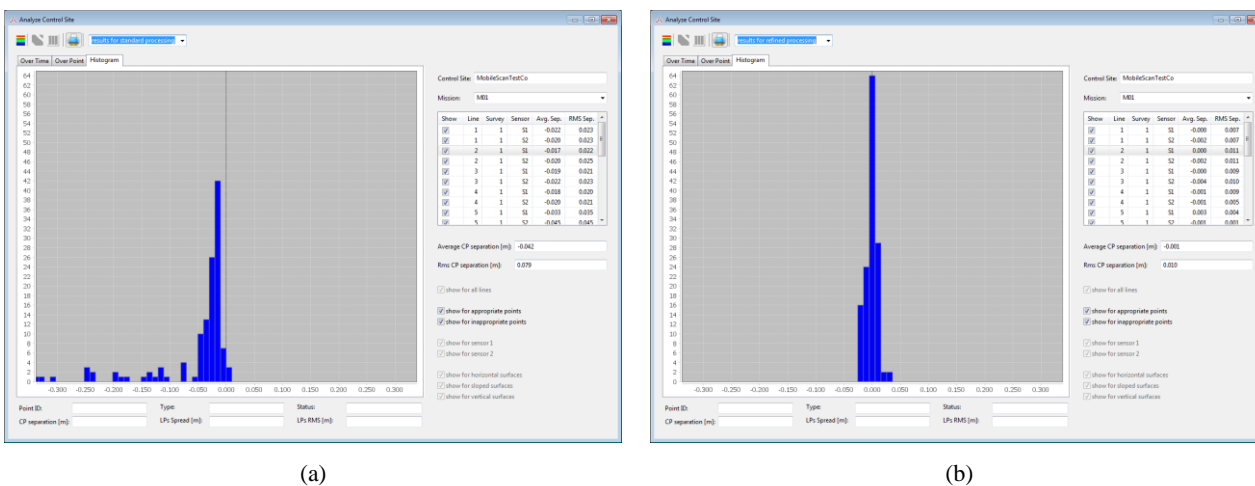 Analyze Control Site
results for standard processing
Over Time Over Point Histogram
64
62
60
58
56
54
52
50
48
46
44
42
40
38
36
34
32
30
28
26
24
22
20
18
16
14
12
10
8
6
4
2
0
-0.300 -0.250 -0.200 -0.150 -0.100 -0.050 0.000 0.050 0.100 0.150 0.200 0.250 0.300
Control Site: MobileScanTestCo
Mission: M01
Show Line Survey Sensor Avg. Sep. RMS Sep.
1 1 S1 -0.022 0.023
1 1 S2 -0.020 0.023
2 1 S1 -0.017 0.022
2 1 S2 -0.020 0.025
3 1 S1 -0.019 0.021
3 1 S2 -0.022 0.023
4 1 S1 -0.018 0.020
4 1 S2 -0.020 0.021
5 1 S1 -0.033 0.035
5 1 S2 -0.045 0.045
Average CP separation [m]: -0.042
Rms CP separation [m]: 0.079
show for all lines
show for appropriate points
show for inappropriate points
show for sensor 1
show for sensor 2
show for horizontal surfaces
show for sloped surfaces
show for vertical surfaces
Point ID: Type: Status:
CP separation [m]: LPs Spread [m]: LPs RMS [m]:
(a)
Analyze Control Site
results for refined processing
Over Time Over Point Histogram
64
62
60
58
56
54
52
50
48
46
44
42
40
38
36
34
32
30
28
26
24
22
20
18
16
14
12
10
8
6
4
2
0
-0.300 -0.250 -0.200 -0.150 -0.100 -0.050 0.000 0.050 0.100 0.150 0.200 0.250 0.300
Control Site: MobileScanTestCo
Mission: M01
Show Line Survey Sensor Avg. Sep. RMS Sep.
1 1 S1 -0.000 0.007
1 1 S2 -0.002 0.007
2 1 S1 0.000 0.011
2 1 S2 -0.002 0.011
3 1 S1 -0.000 0.009
3 1 S2 -0.004 0.010
4 1 S1 -0.001 0.009
4 1 S2 -0.001 0.005
5 1 S1 0.003 0.004
5 1 S2 -0.001 0.001
Average CP separation [m]: -0.001
Rms CP separation [m]: 0.010
show for all lines
show for appropriate points
show for inappropriate points
show for sensor 1
show for sensor 2
show for horizontal surfaces
show for sloped surfaces
show for vertical surfaces
Point ID: Type: Status:
CP separation [m]: LPs Spread [m]: LPs RMS [m]:
(b)